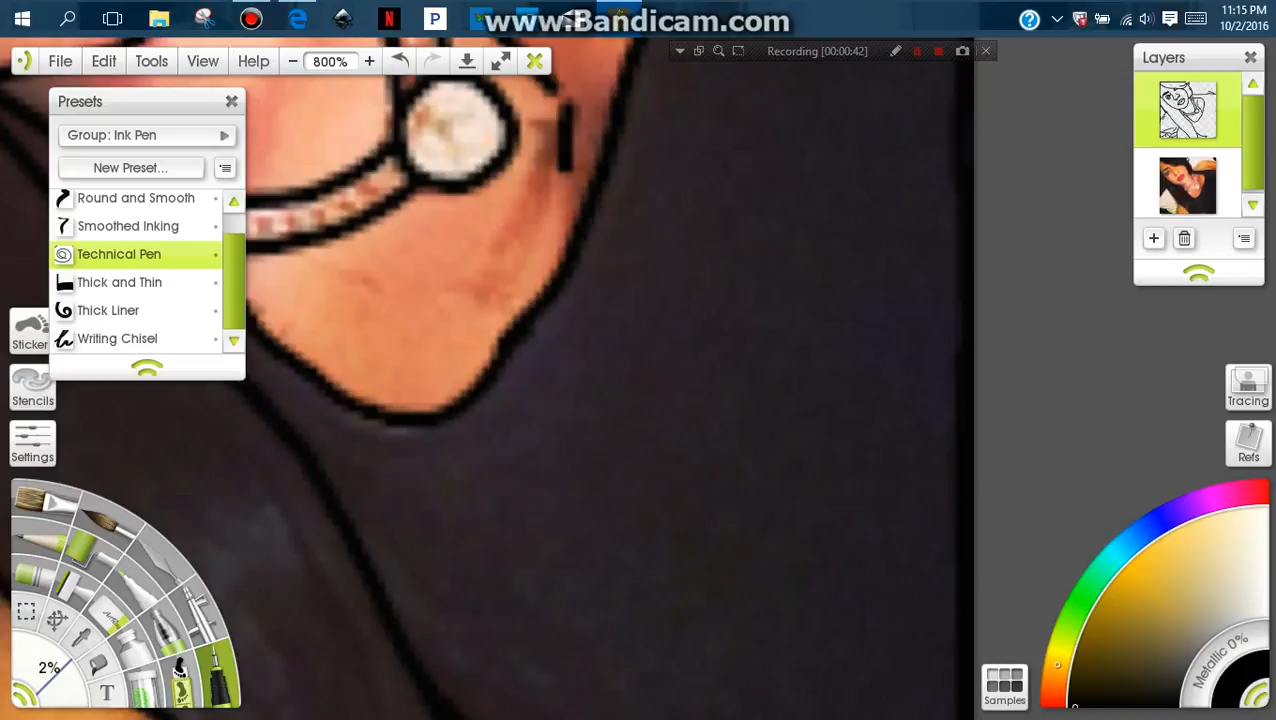 www.Bandicam.com
11:15 PM
10/2/2016
File Edit Tools View Help 800%
Recording [00:00:42]
Layers
Presets
Group: Ink Pen
New Preset...
Round and Smooth
Smoothed Inking
Technical Pen
Thick and Thin
Thick Liner
Writing Chisel
Sticker
Stencils
Settings
Tracing
Refs
2%
T
Metallic 0%
Samples